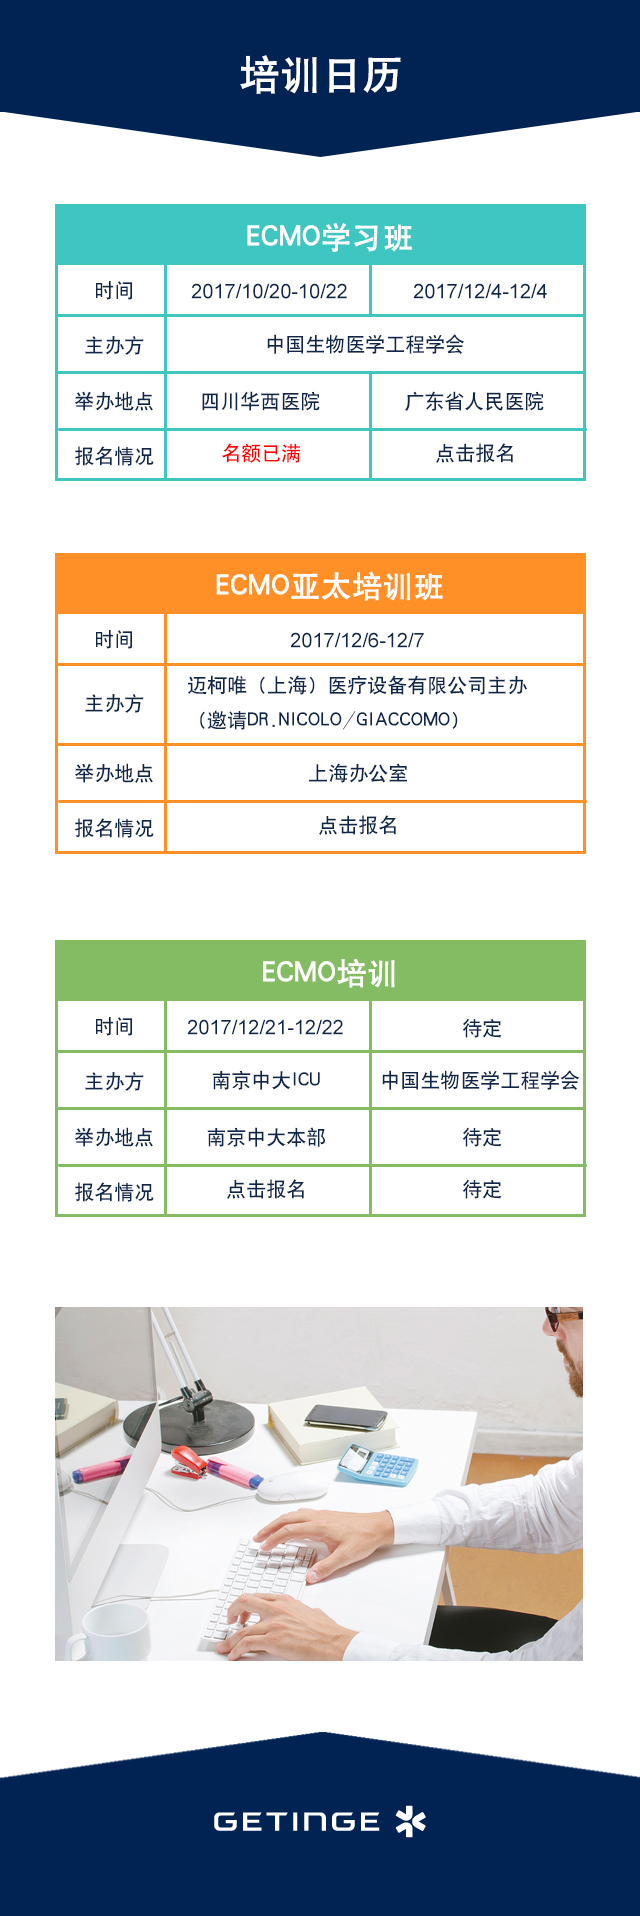 培训日历
ECMO学习班
时间 2017/10/20-10/22 2017/12/4-12/4
主办方 中国生物医学工程学会
举办地点 四川华西医院 广东省人民医院
报名情况 名额已满 点击报名
ECMO亚太培训班
时间 2017/12/6-12/7
主办方 迈柯唯（上海）医疗设备有限公司主办
（邀请DR.NICOLO/GIACCOMO）
举办地点 上海办公室
报名情况 点击报名
ECMO培训
时间 2017/12/21-12/22 待定
主办方 南京中大ICU 中国生物医学工程学会
举办地点 南京中大本部 待定
报名情况 点击报名 待定
GETINGE